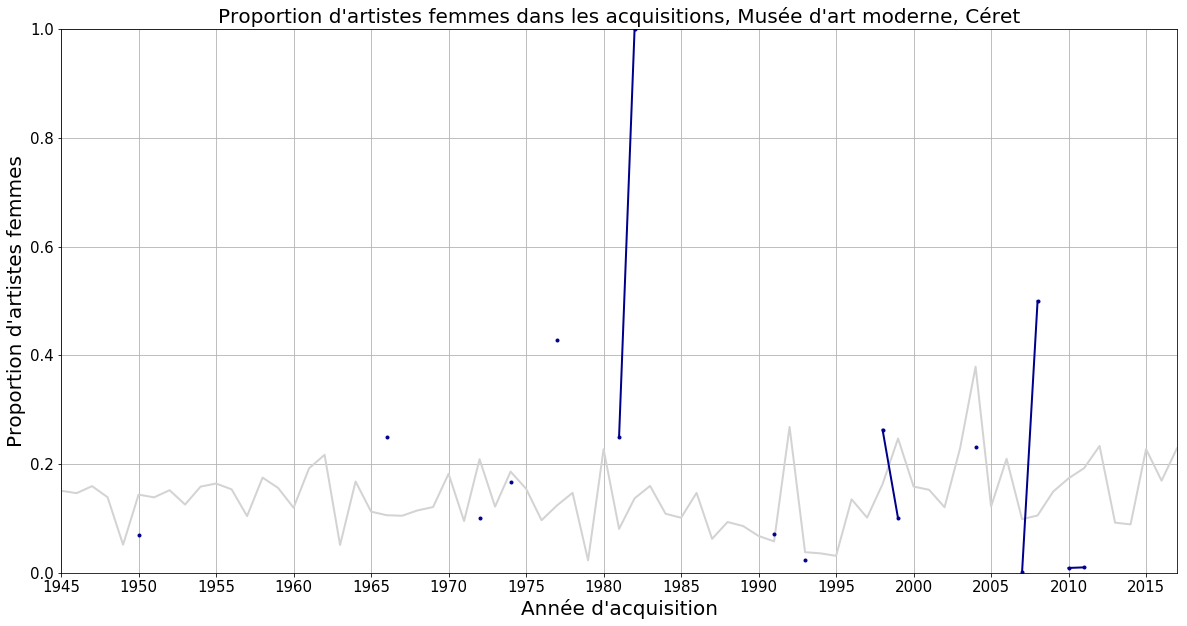 Proportion d'artistes femmes dans les acquisitions, Musée d'art moderne, Céret
Proportion d'artistes femmes
1.0
0.8
0.6
0.4
0.2
0.0
1945 1950 1955 1960 1965 1970 1975 1980 1985 1990 1995 2000 2005 2010 2015
Année d'acquisition